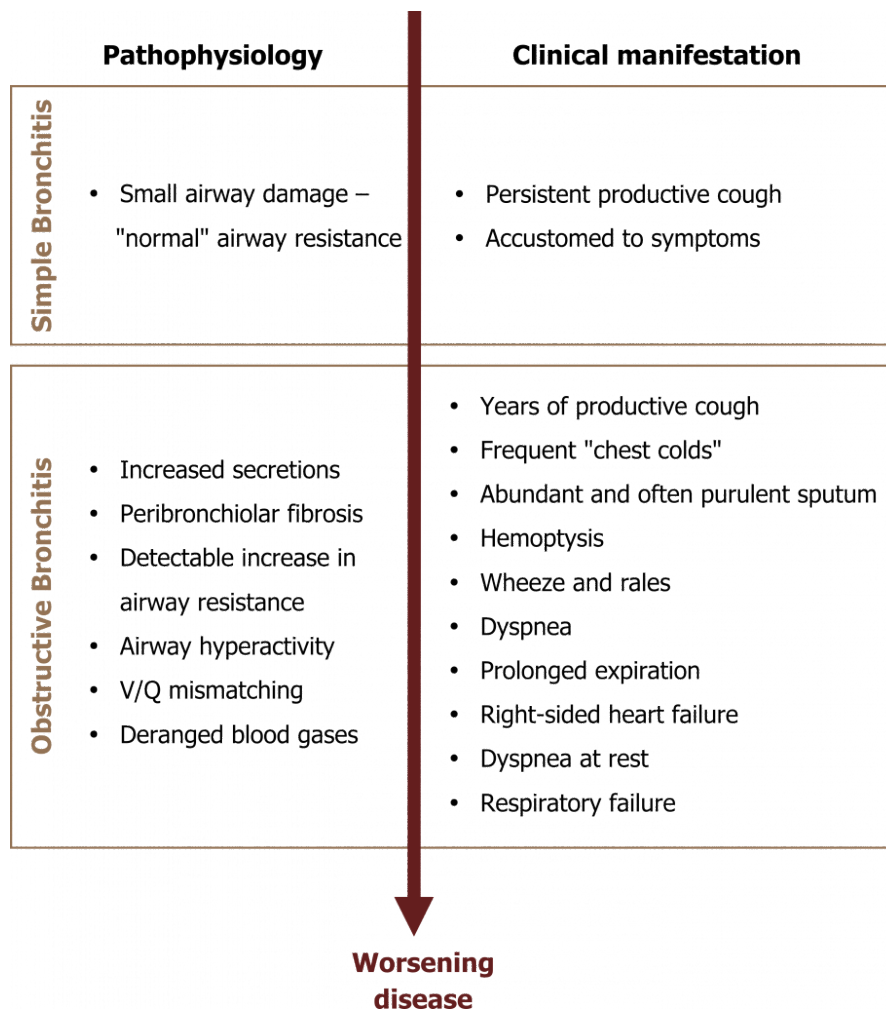 Pathophysiology
Clinical manifestation
Simple Bronchitis
• Small airway damage –
"normal" airway resistance
• Persistent productive cough
• Accustomed to symptoms
Obstructive Bronchitis
• Increased secretions
• Peribronchiolar fibrosis
• Detectable increase in
airway resistance
• Airway hyperactivity
• V/Q mismatching
• Deranged blood gases
• Years of productive cough
• Frequent "chest colds"
• Abundant and often purulent sputum
• Hemoptysis
• Wheeze and rales
• Dyspnea
• Prolonged expiration
• Right-sided heart failure
• Dyspnea at rest
• Respiratory failure
Worsening
disease